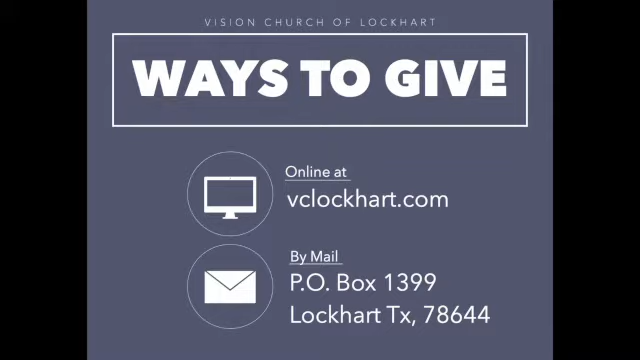 VISION CHURCH OF LOCKHART
WAYS TO GIVE
Online at
vclockhart.com
By Mail
P.O. Box 1399
Lockhart Tx, 78644